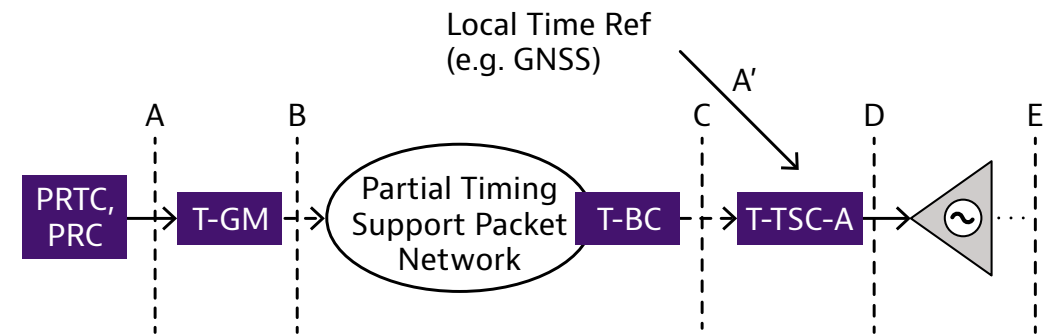 Local Time Ref
(e.g. GNSS)
A'
A
B
C
D
E
PRTC,
PRC
T-GM
Partial Timing
Support Packet
Network
T-BC
T-TSC-A